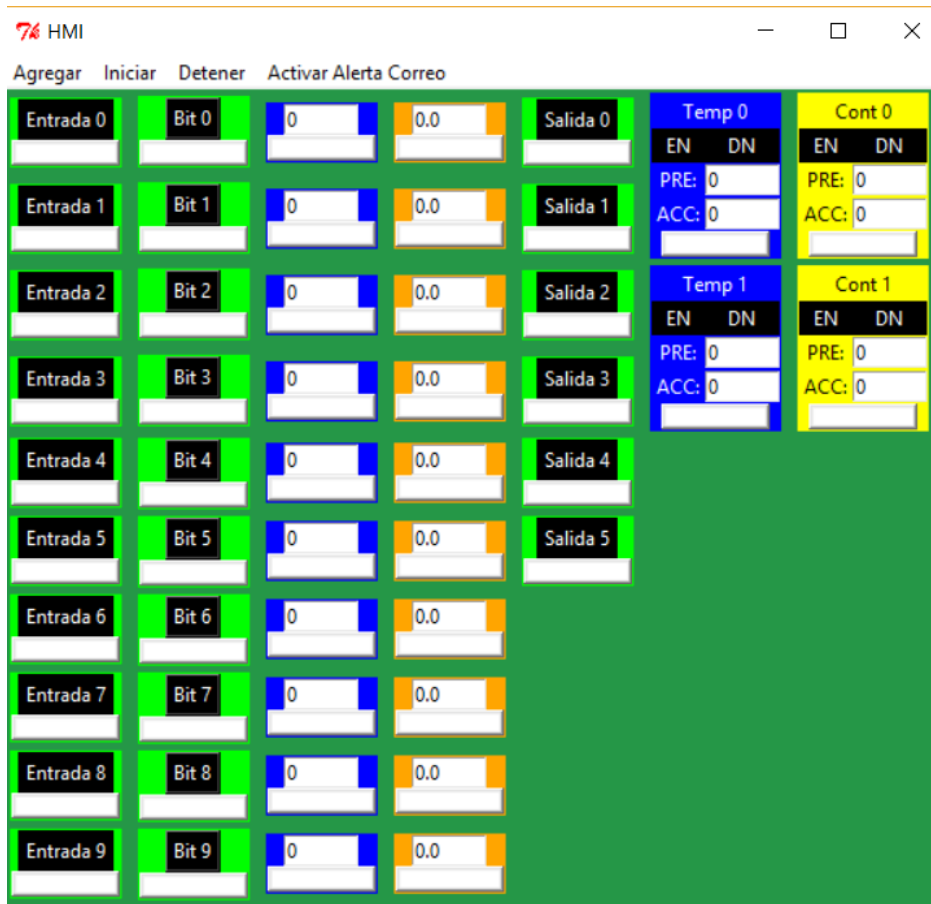 HMI
Agregar Iniciar Detener Activar Alerta Correo
Entrada 0 Bit 0 0 0.0 Salida 0 Temp 0 Cont 0
EN DN EN DN
PRE: 0 PRE: 0
Entrada 1 Bit 1 0 0.0 Salida 1 ACC: 0 ACC: 0
Entrada 2 Bit 2 0 0.0 Salida 2 Temp 1 Cont 1
EN DN EN DN
PRE: 0 PRE: 0
Entrada 3 Bit 3 0 0.0 Salida 3 ACC: 0 ACC: 0
Entrada 4 Bit 4 0 0.0 Salida 4
Entrada 5 Bit 5 0 0.0 Salida 5
Entrada 6 Bit 6 0 0.0
Entrada 7 Bit 7 0 0.0
Entrada 8 Bit 8 0 0.0
Entrada 9 Bit 9 0 0.0